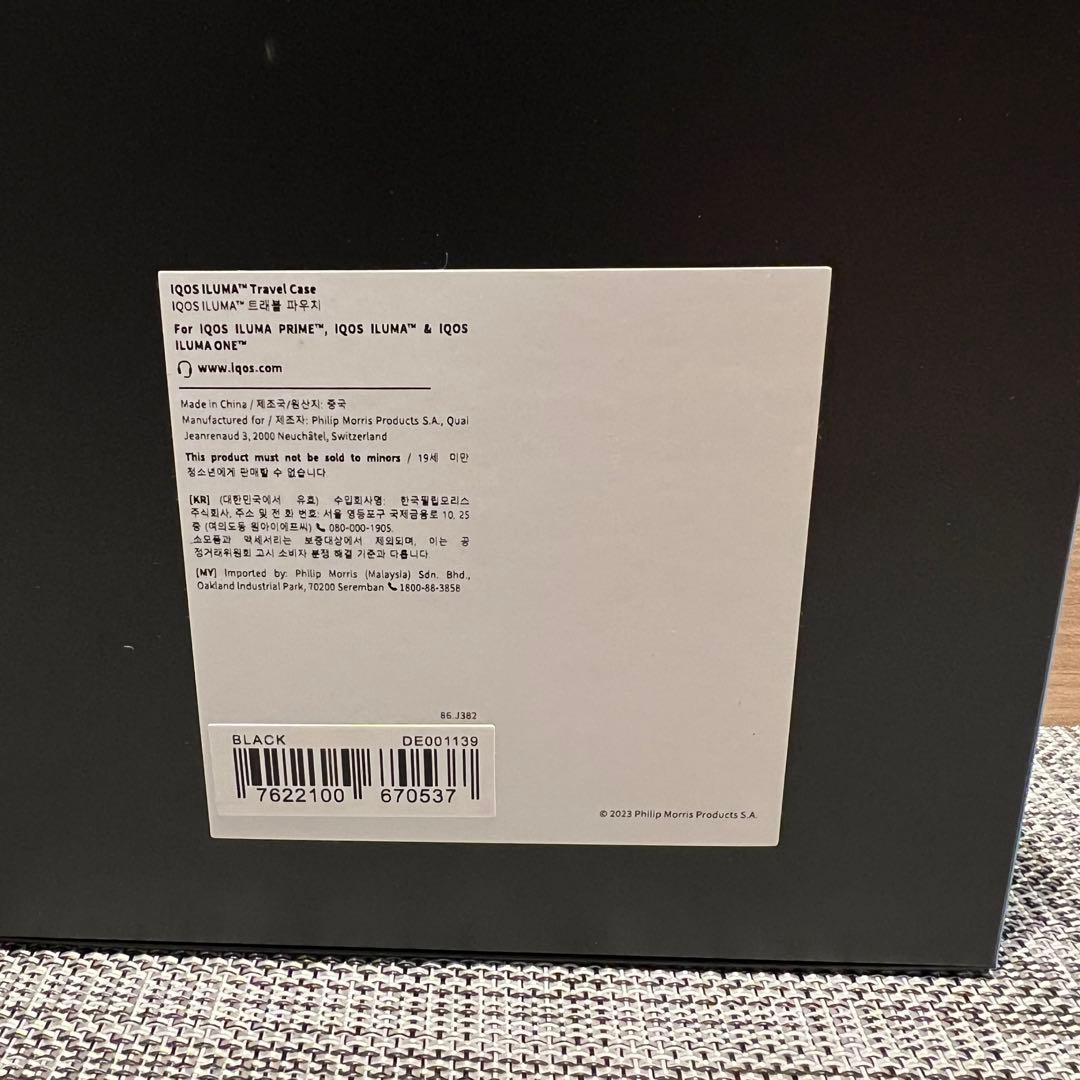 IQOS ILUMA™ Travel Case
IQOS ILUMA™ 트래블 파우치
For IQOS ILUMA PRIME™, IQOS ILUMA™ & IQOS
ILUMA ONE™
www.iqos.com
Made in China / 제조국/원산지: 중국
Manufactured for / 제조자: Philip Morris Products S.A., Quai
Jeanrenaud 3, 2000 Neuchâtel, Switzerland
This product must not be sold to minors / 19세 미만
청소년에게 판매할 수 없습니다
[KR] (대한민국에서 유효) 수입회사명: 한국필립모리스
주식회사, 주소 및 전화 번호: 서울 영등포구 국제금융로 10, 25
층 (여의도동 원아이에프씨) 080-000-1905.
소모품과 악세서리는 보증대상에서 제외되며, 이는 공
정거래위원회 고시 소비자 분쟁 해결 기준과 다릅니다.
[MY] Imported by: Philip Morris (Malaysia) Sdn. Bhd.,
Oakland Industrial Park, 70200 Seremban 1800-88-3858
86.J382
BLACK DE001139
7622100 670537
© 2023 Philip Morris Products S.A.